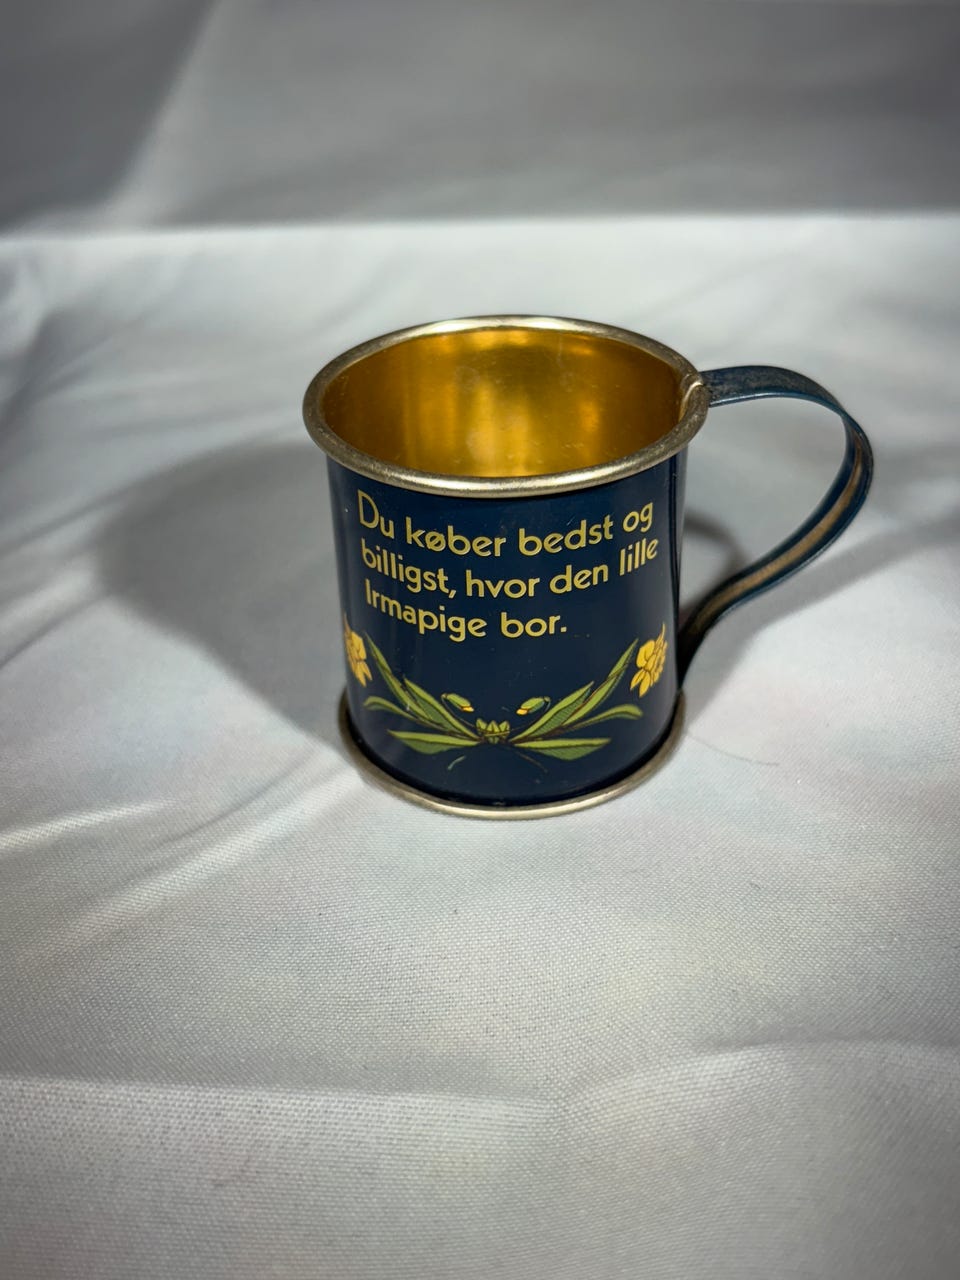 Du køber bedst og
billigst, hvor den lille
Irmapige bor.